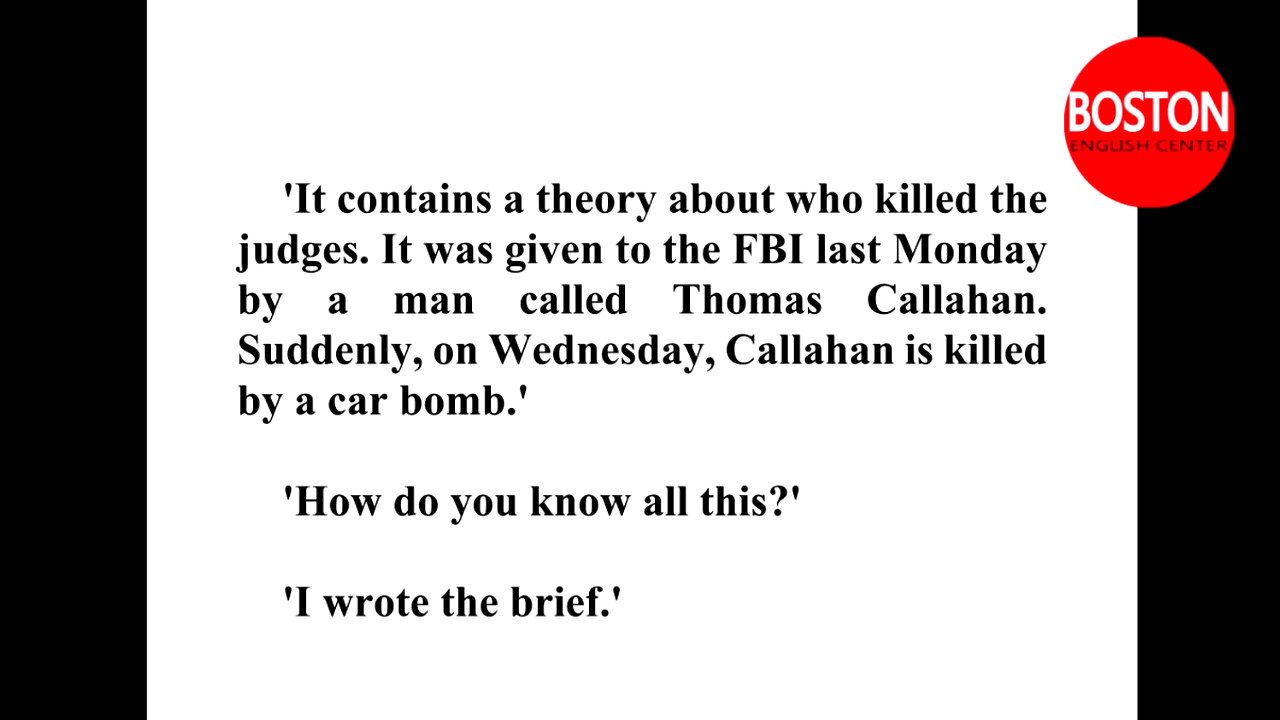 BOSTON
ENGLISH CENTER
'It contains a theory about who killed the
judges. It was given to the FBI last Monday
by a man called Thomas Callahan.
Suddenly, on Wednesday, Callahan is killed
by a car bomb.'
'How do you know all this?'
'I wrote the brief.'